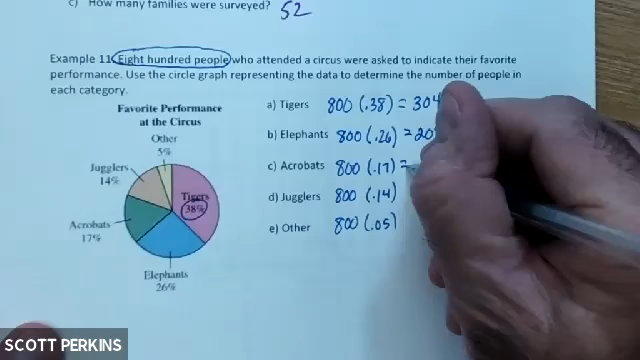 c) How many families were surveyed? 52
Example 11 Eight hundred people who attended a circus were asked to indicate their favorite
performance. Use the circle graph representing the data to determine the number of people in
each category.
Favorite Performance
at the Circus
Other
5%
Jugglers
14%
Tigers
38%
Acrobats
17%
Elephants
26%
a) Tigers 800 (.38) = 304
b) Elephants 800 (.26) = 20
c) Acrobats 800 (.17) =
d) Jugglers 800 (.14)
e) Other 800 (.05)
SCOTT PERKINS